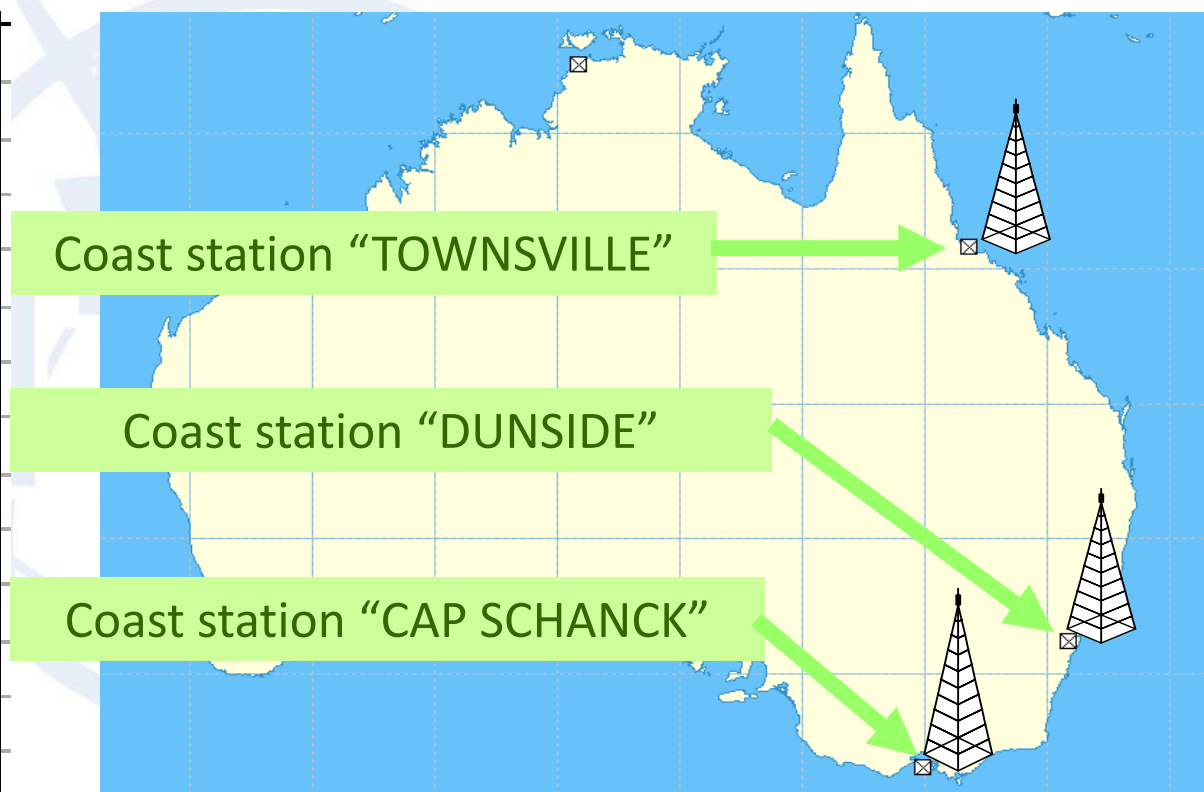 Coast station “TOWNSVILLE”
Coast station “DUNSIDE”
Coast station “CAP SCHANCK”